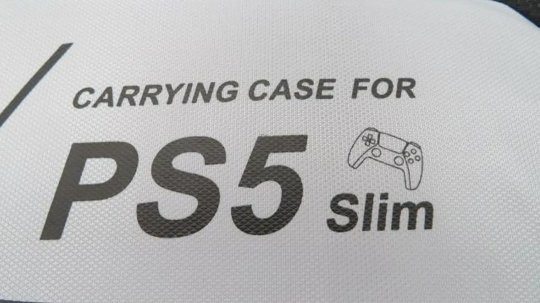 CARRYING CASE FOR
PS5 Slim